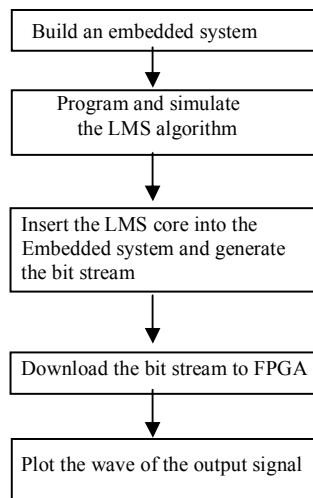 Build an embedded system
Program and simulate
the LMS algorithm
Insert the LMS core into the
Embedded system and generate
the bit stream
Download the bit stream to FPGA
Plot the wave of the output signal